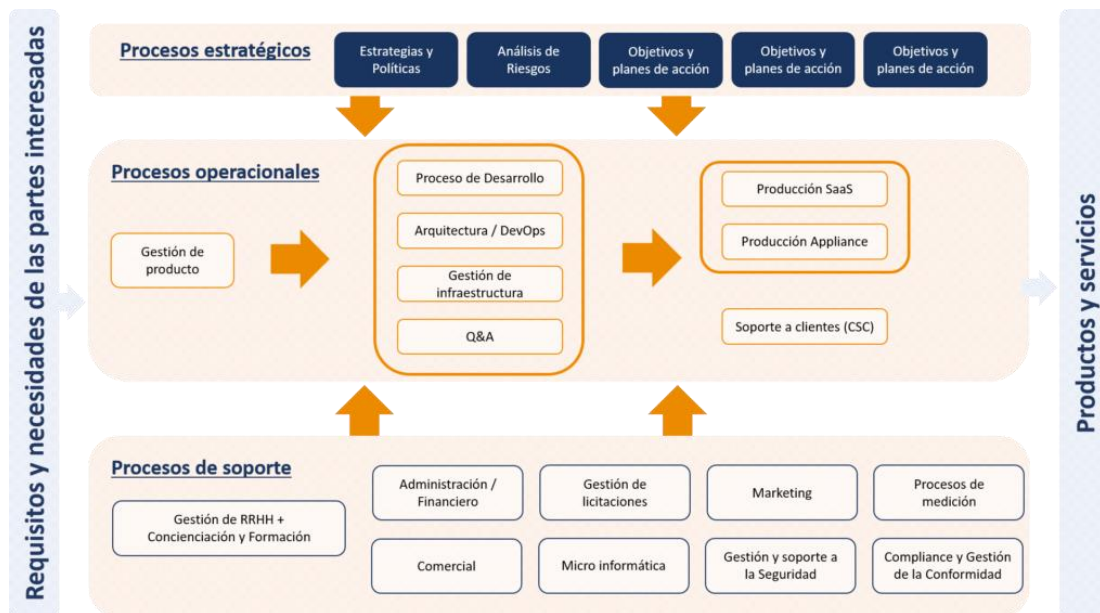 Requisitos y necesidades de las partes interesadas
Procesos estratégicos
Estrategias y
Políticas
Análisis de
Riesgos
Objetivos y
planes de acción
Objetivos y
planes de acción
Objetivos y
planes de acción
Procesos operacionales
Gestión de
producto
Proceso de Desarrollo
Arquitectura / DevOps
Gestión de
infraestructura
Q&A
Producción SaaS
Producción Appliance
Soporte a clientes (CSC)
Procesos de soporte
Gestión de RRHH +
Concienciación y Formación
Administración /
Financiero
Gestión de
licitaciones
Marketing
Procesos de
medición
Comercial
Micro informática
Gestión y soporte a
la Seguridad
Compliance y Gestión
de la Conformidad
Productos y servicios